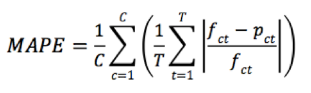 MAPE = \frac{1}{C} \sum_{c=1}^{C} \left( \frac{1}{T} \sum_{t=1}^{T} \left| \frac{f_{ct} - p_{ct}}{f_{ct}} \right| \right)